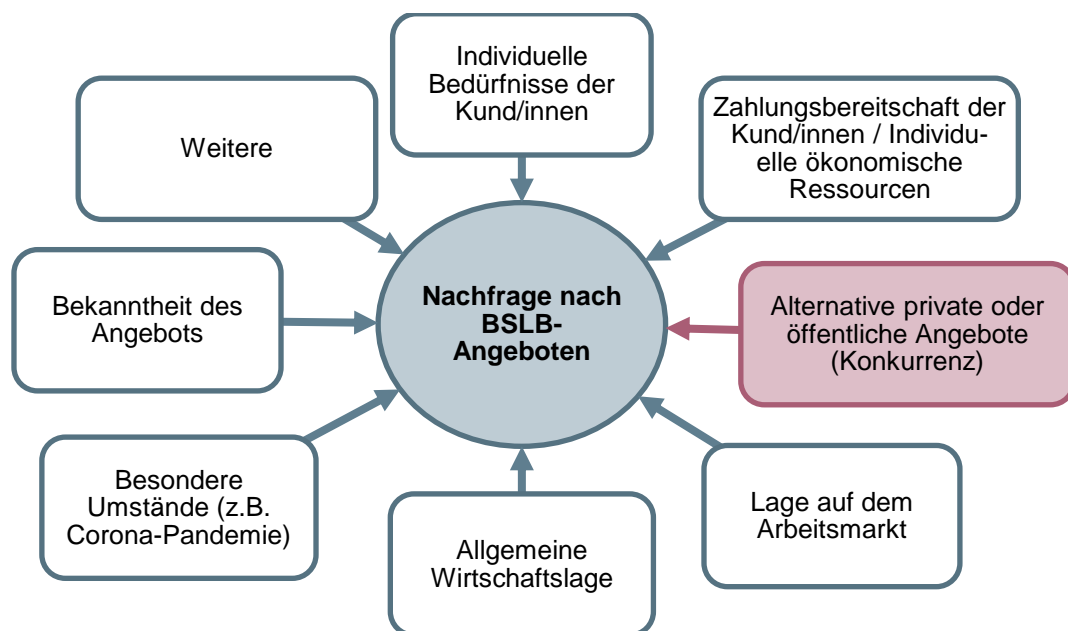 Individuelle
Bedürfnisse der
Kund/innen
Zahlungsbereitschaft der
Kund/innen / Individu-
elle ökonomische
Ressourcen
Weitere
Nachfrage nach
BSLB-
Angeboten
Alternative private oder
öffentliche Angebote
(Konkurrenz)
Bekanntheit des
Angebots
Besondere
Umstände (z.B.
Corona-Pandemie)
Allgemeine
Wirtschaftslage
Lage auf dem
Arbeitsmarkt